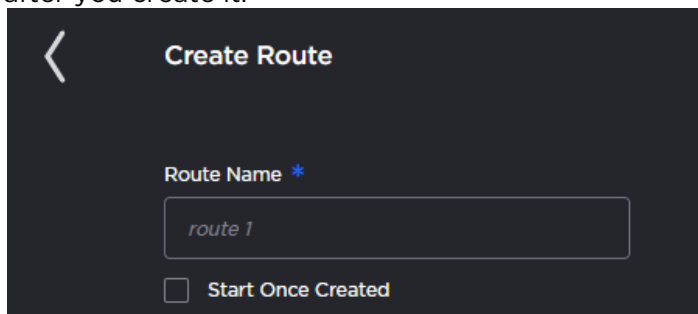 after you create it.
Create Route
Route Name *
route 1
Start Once Created